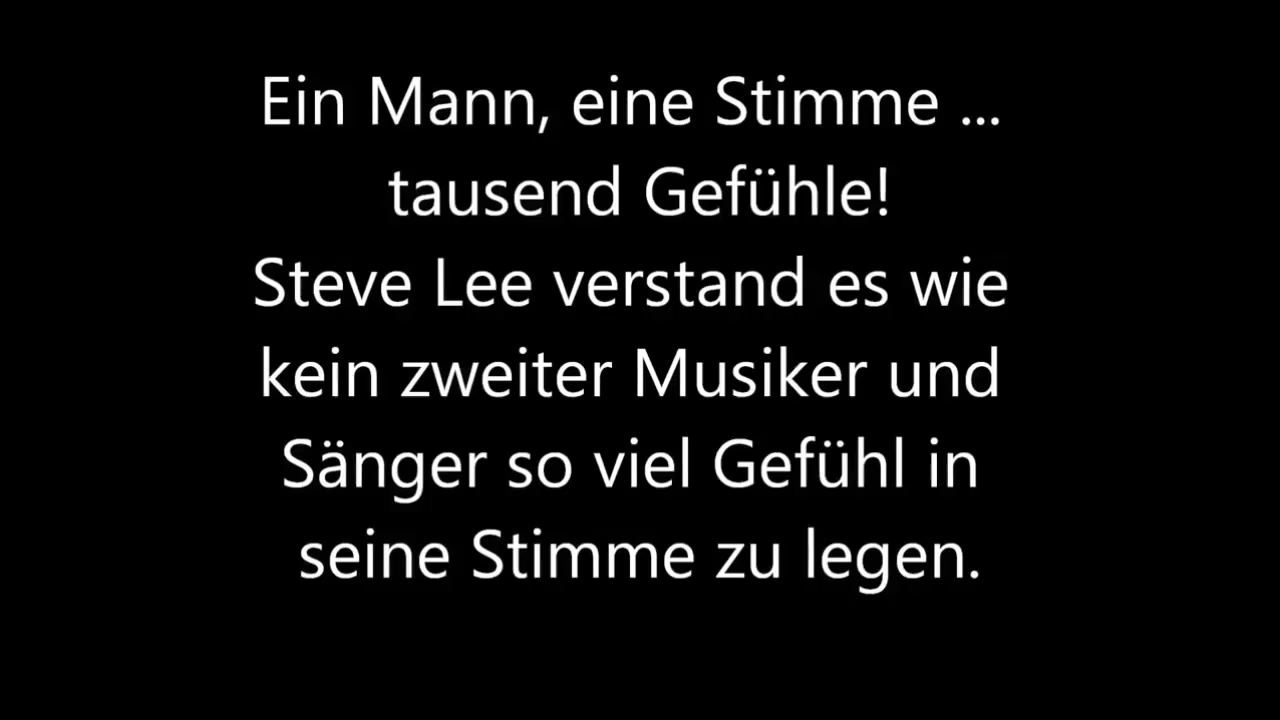 Ein Mann, eine Stimme ...
tausend Gefühle!
Steve Lee verstand es wie
kein zweiter Musiker und
Sänger so viel Gefühl in
seine Stimme zu legen.